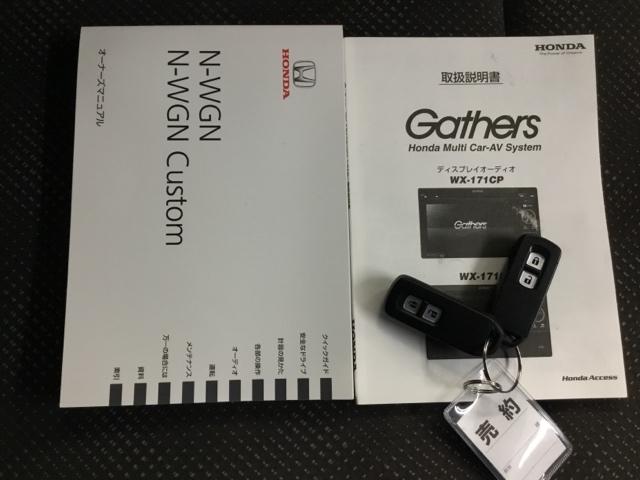 HONDA
N-WGN
N-WGN Custom
オーナーズマニュアル
クイックガイド
安全なドライブ
計器の見かた
各部の操作
オーディオ
運転
メンテナンス
万一の場合には
資料
索引
HONDA
The Power of Dreams
取扱説明書
Gathers
Honda Multi Car-AV System
ディスプレイオーディオ
WX-171CP
Gathers
WX-171
Honda Access
売約
様